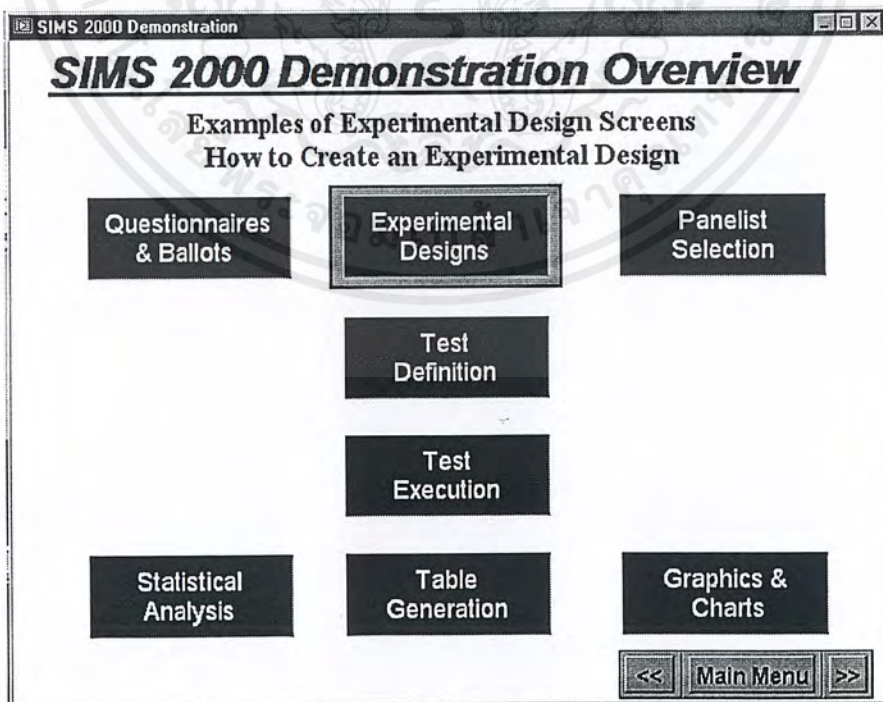 SIMS 2000 Demonstration
SIMS 2000 Demonstration Overview
Examples of Experimental Design Screens
How to Create an Experimental Design
Questionnaires
& Ballots
Experimental
Designs
Panelist
Selection
Test
Definition
Test
Execution
Statistical
Analysis
Table
Generation
Graphics &
Charts
<< Main Menu >>